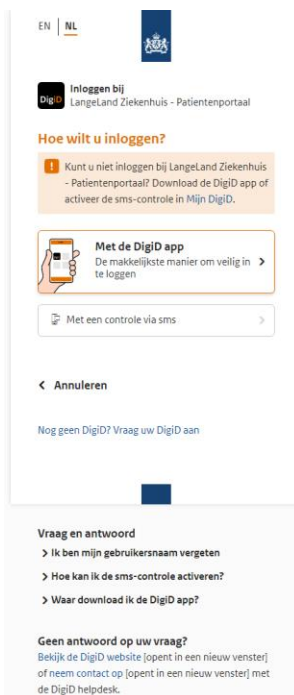 EN | NL
DigiD
Inloggen bij
LangeLand Ziekenhuis - Patientenportaal
Hoe wilt u inloggen?
! Kunt u niet inloggen bij LangeLand Ziekenhuis
- Patientenportaal? Download de DigiD app of
activeer de sms-controle in Mijn DigiD.
Met de DigiD app
De makkelijkste manier om veilig in
te loggen
Met een controle via sms
Annuleren
Nog geen DigiD? Vraag uw DigiD aan
Vraag en antwoord
Ik ben mijn gebruikersnaam vergeten
Hoe kan ik de sms-controle activeren?
Waar download ik de DigiD app?
Geen antwoord op uw vraag?
Bekijk de DigiD website [opent in een nieuw venster]
of neem contact op [opent in een nieuw venster] met
de DigiD helpdesk.